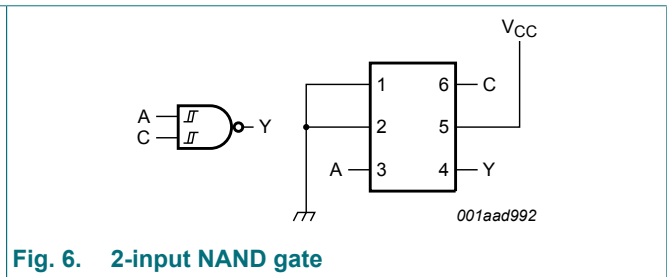 VCC
A
C
Y
1
2
A
3
6
C
5
4
Y
001aad992
Fig. 6. 2-input NAND gate